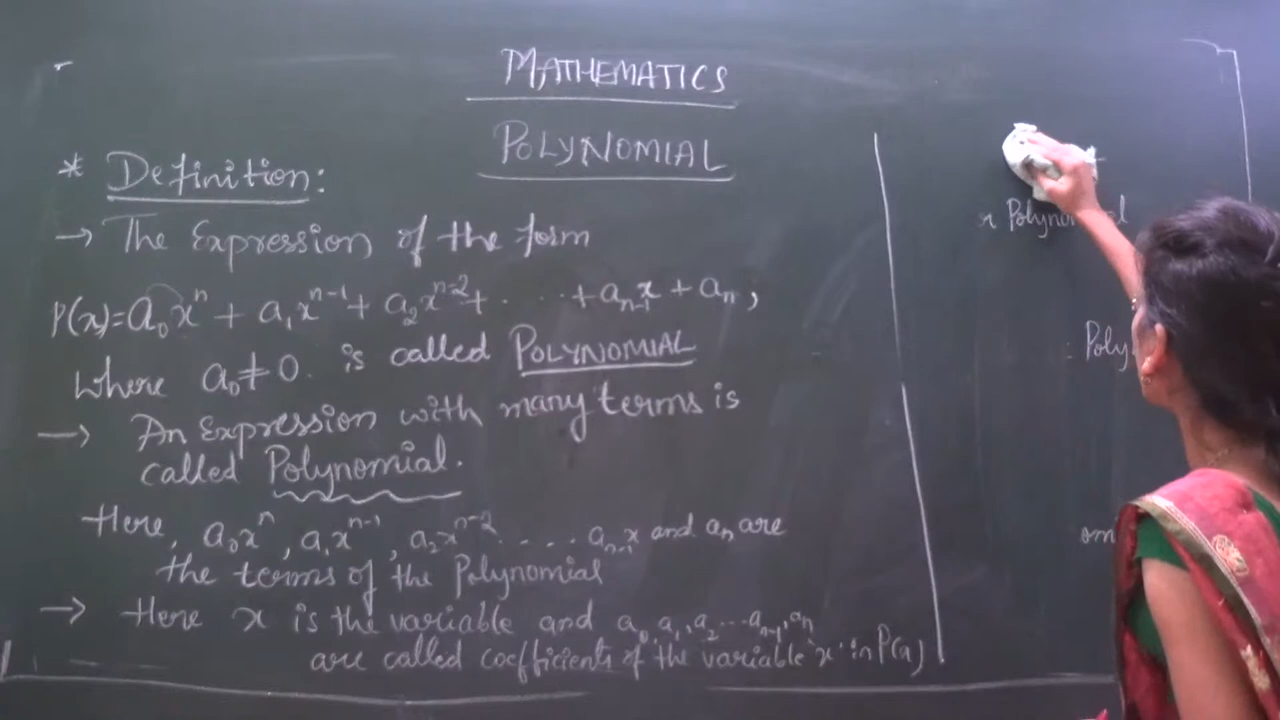 MATHEMATICS
POLYNOMIAL
* Definition:
→ The Expression of the form
P(x)=a₀xⁿ + a₁xⁿ⁻¹ + a₂xⁿ⁻² + . . . . + aₙ₋₁x + aₙ,
where a₀≠0. is called POLYNOMIAL
→ An Expression with many terms is
called Polynomial.
Here, a₀xⁿ, a₁xⁿ⁻¹, a₂xⁿ⁻² . . . . aₙ₋₁x and aₙ are
the terms of the Polynomial
→ Here x is the variable and a₀,a₁,a₂...aₙ₋₁,aₙ
are called coefficients of the variable 'x' in P(x)
Polynomial
: Poly
om